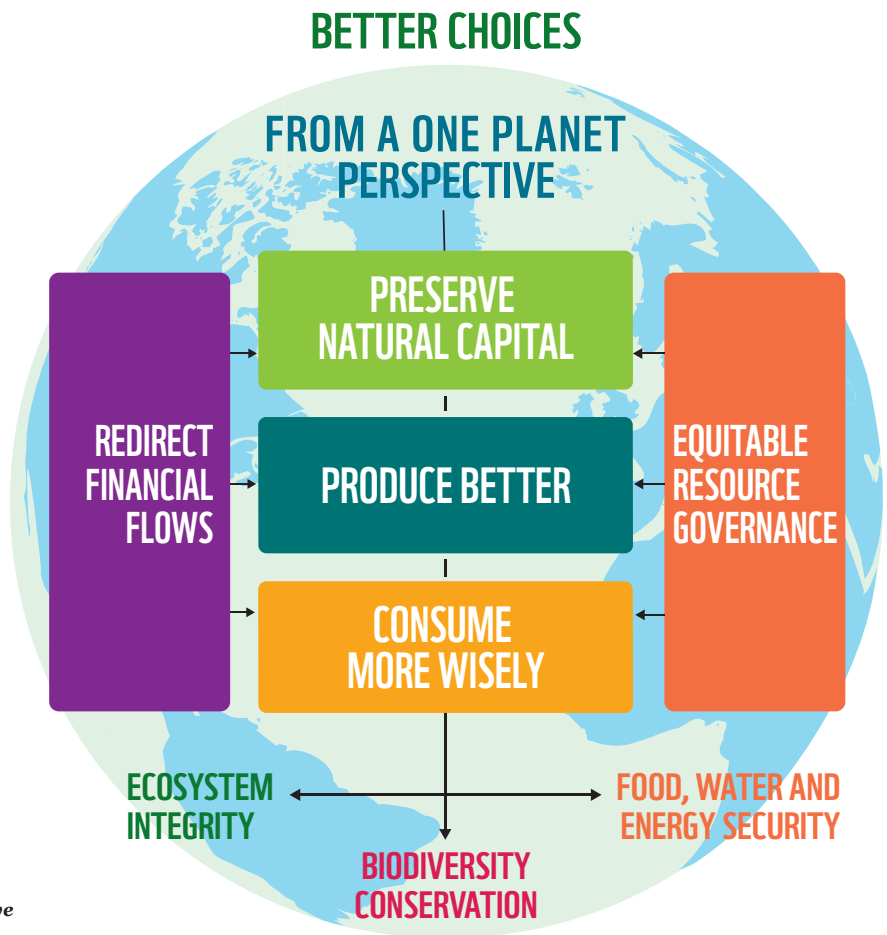 BETTER CHOICES
FROM A ONE PLANET
PERSPECTIVE
PRESERVE
NATURAL CAPITAL
REDIRECT
FINANCIAL
FLOWS
PRODUCE BETTER
EQUITABLE
RESOURCE
GOVERNANCE
CONSUME
MORE WISELY
ECOSYSTEM
INTEGRITY
FOOD, WATER AND
ENERGY SECURITY
BIODIVERSITY
CONSERVATION